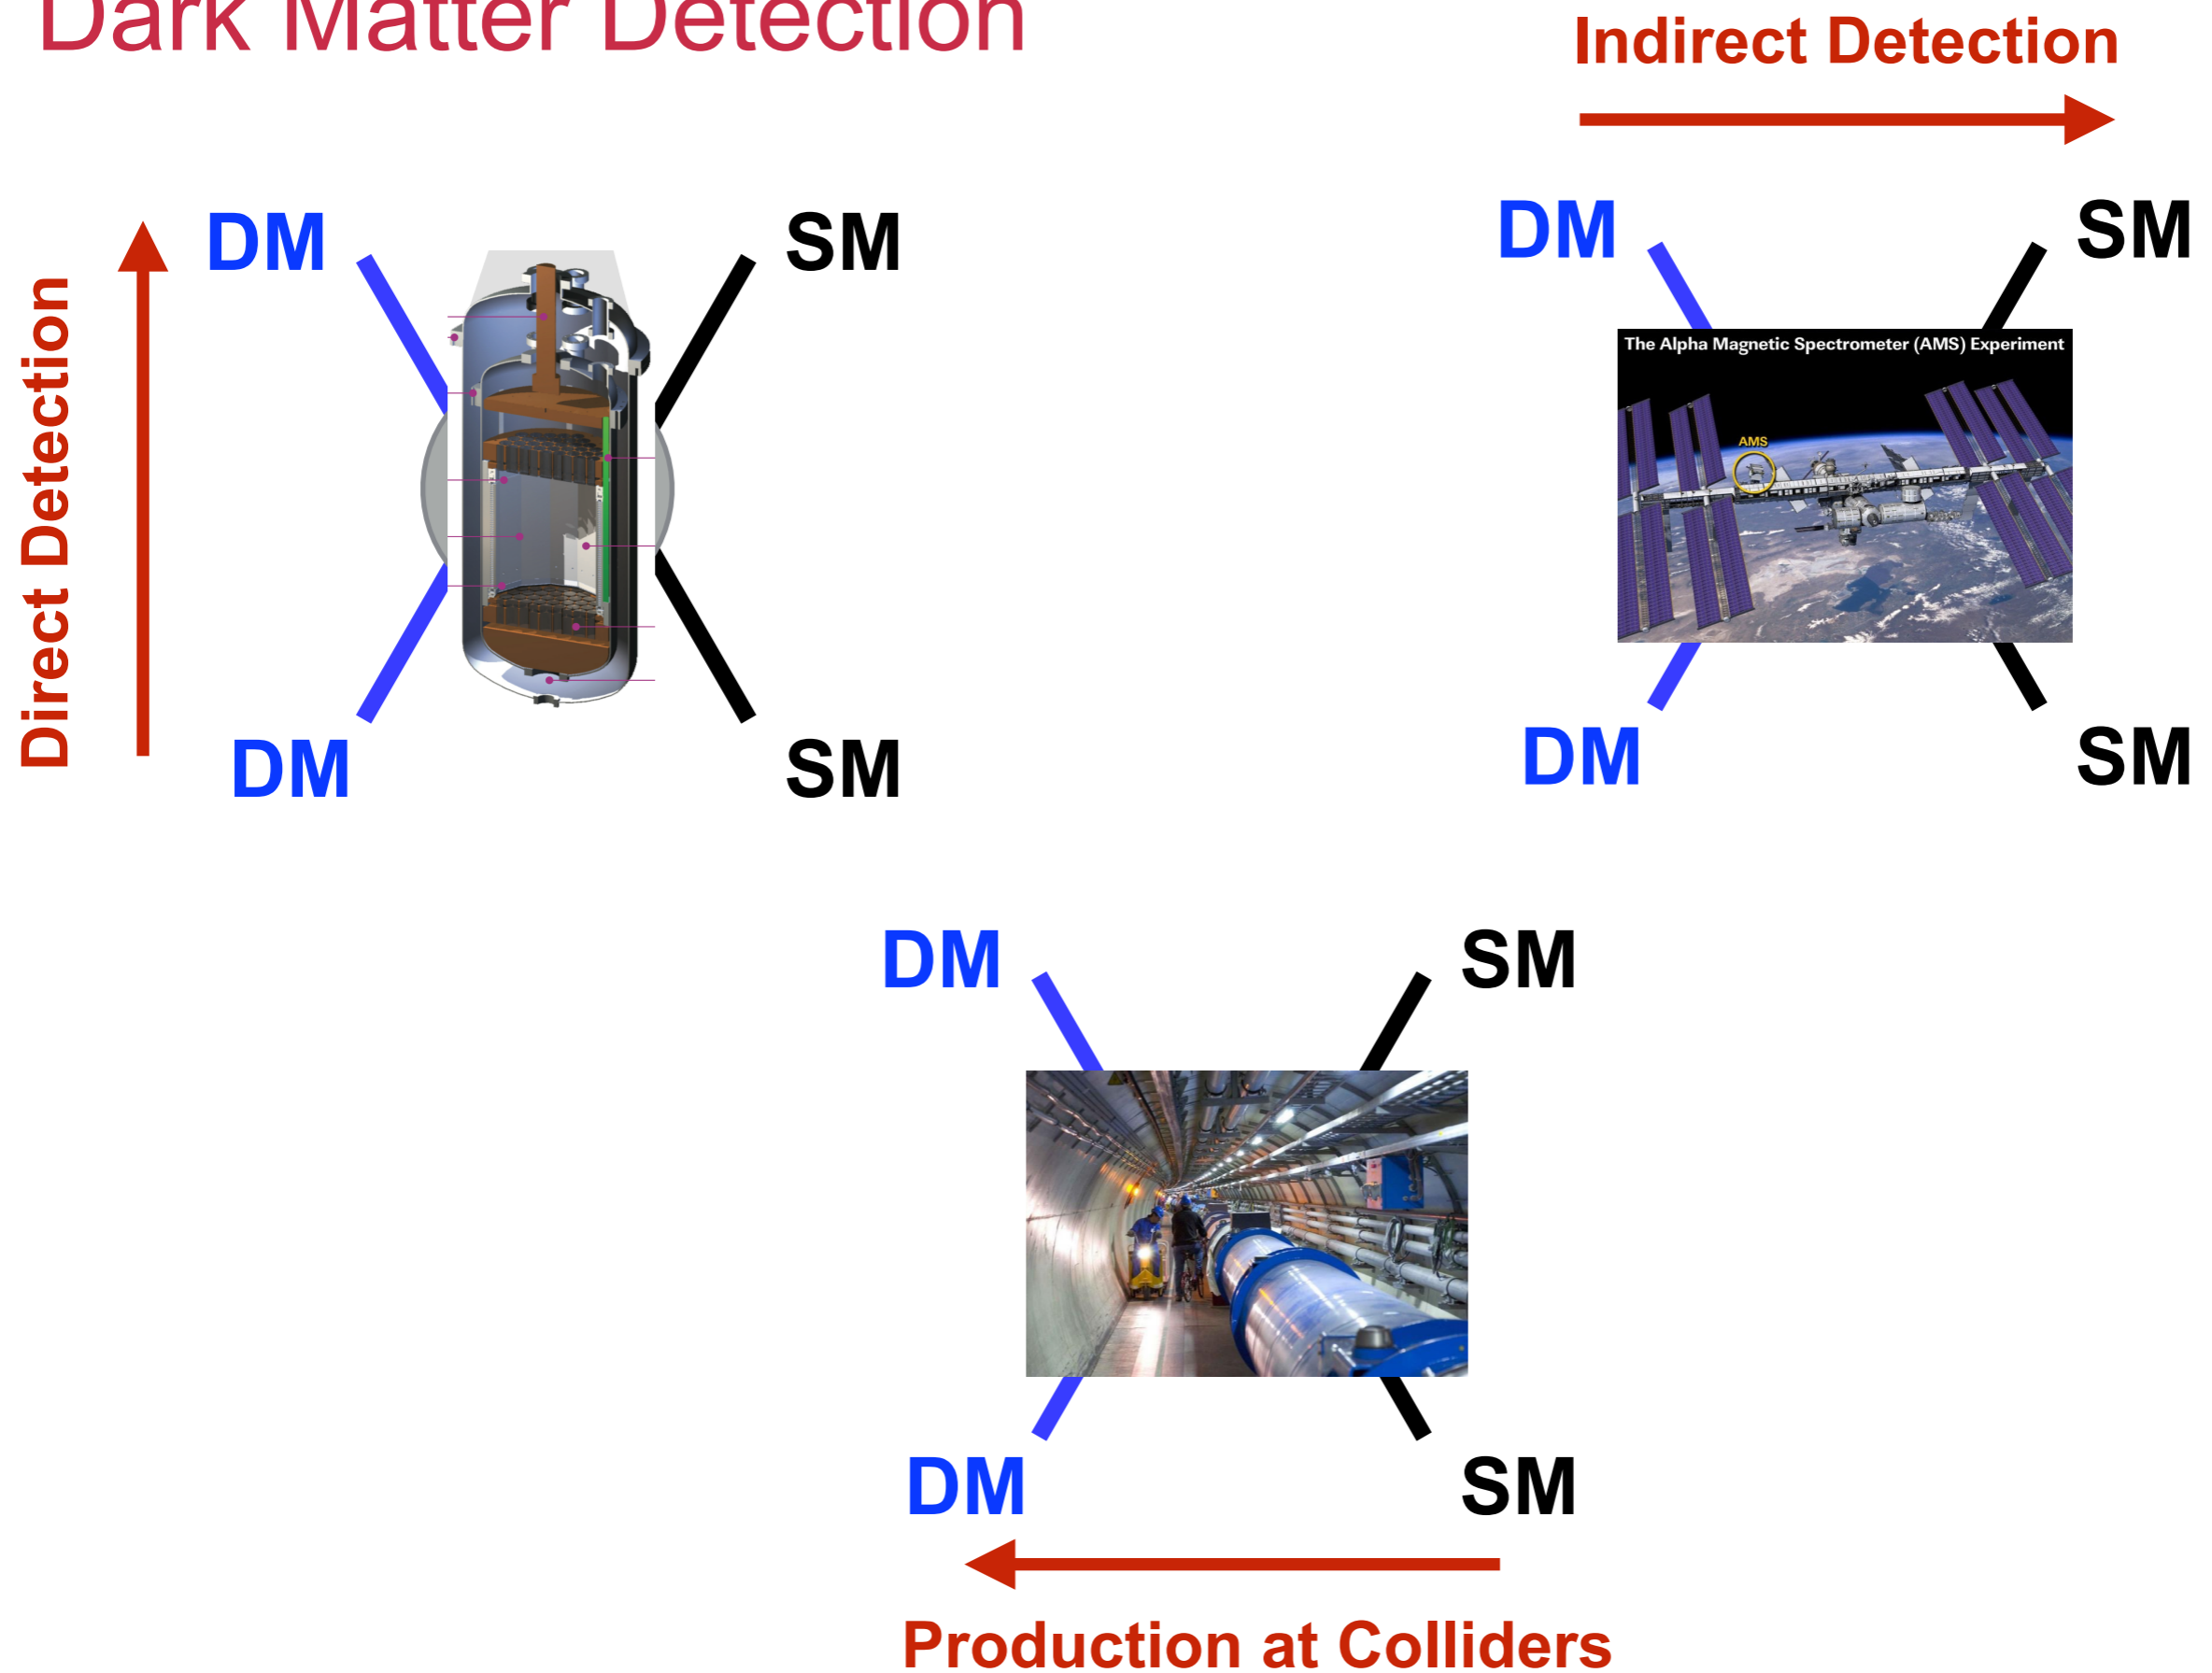 Dark Matter Detection
Indirect Detection
Direct Detection
DM
SM
DM
SM
DM
SM
The Alpha Magnetic Spectrometer (AMS) Experiment
AMS
DM
SM
DM
SM
DM
SM
Production at Colliders